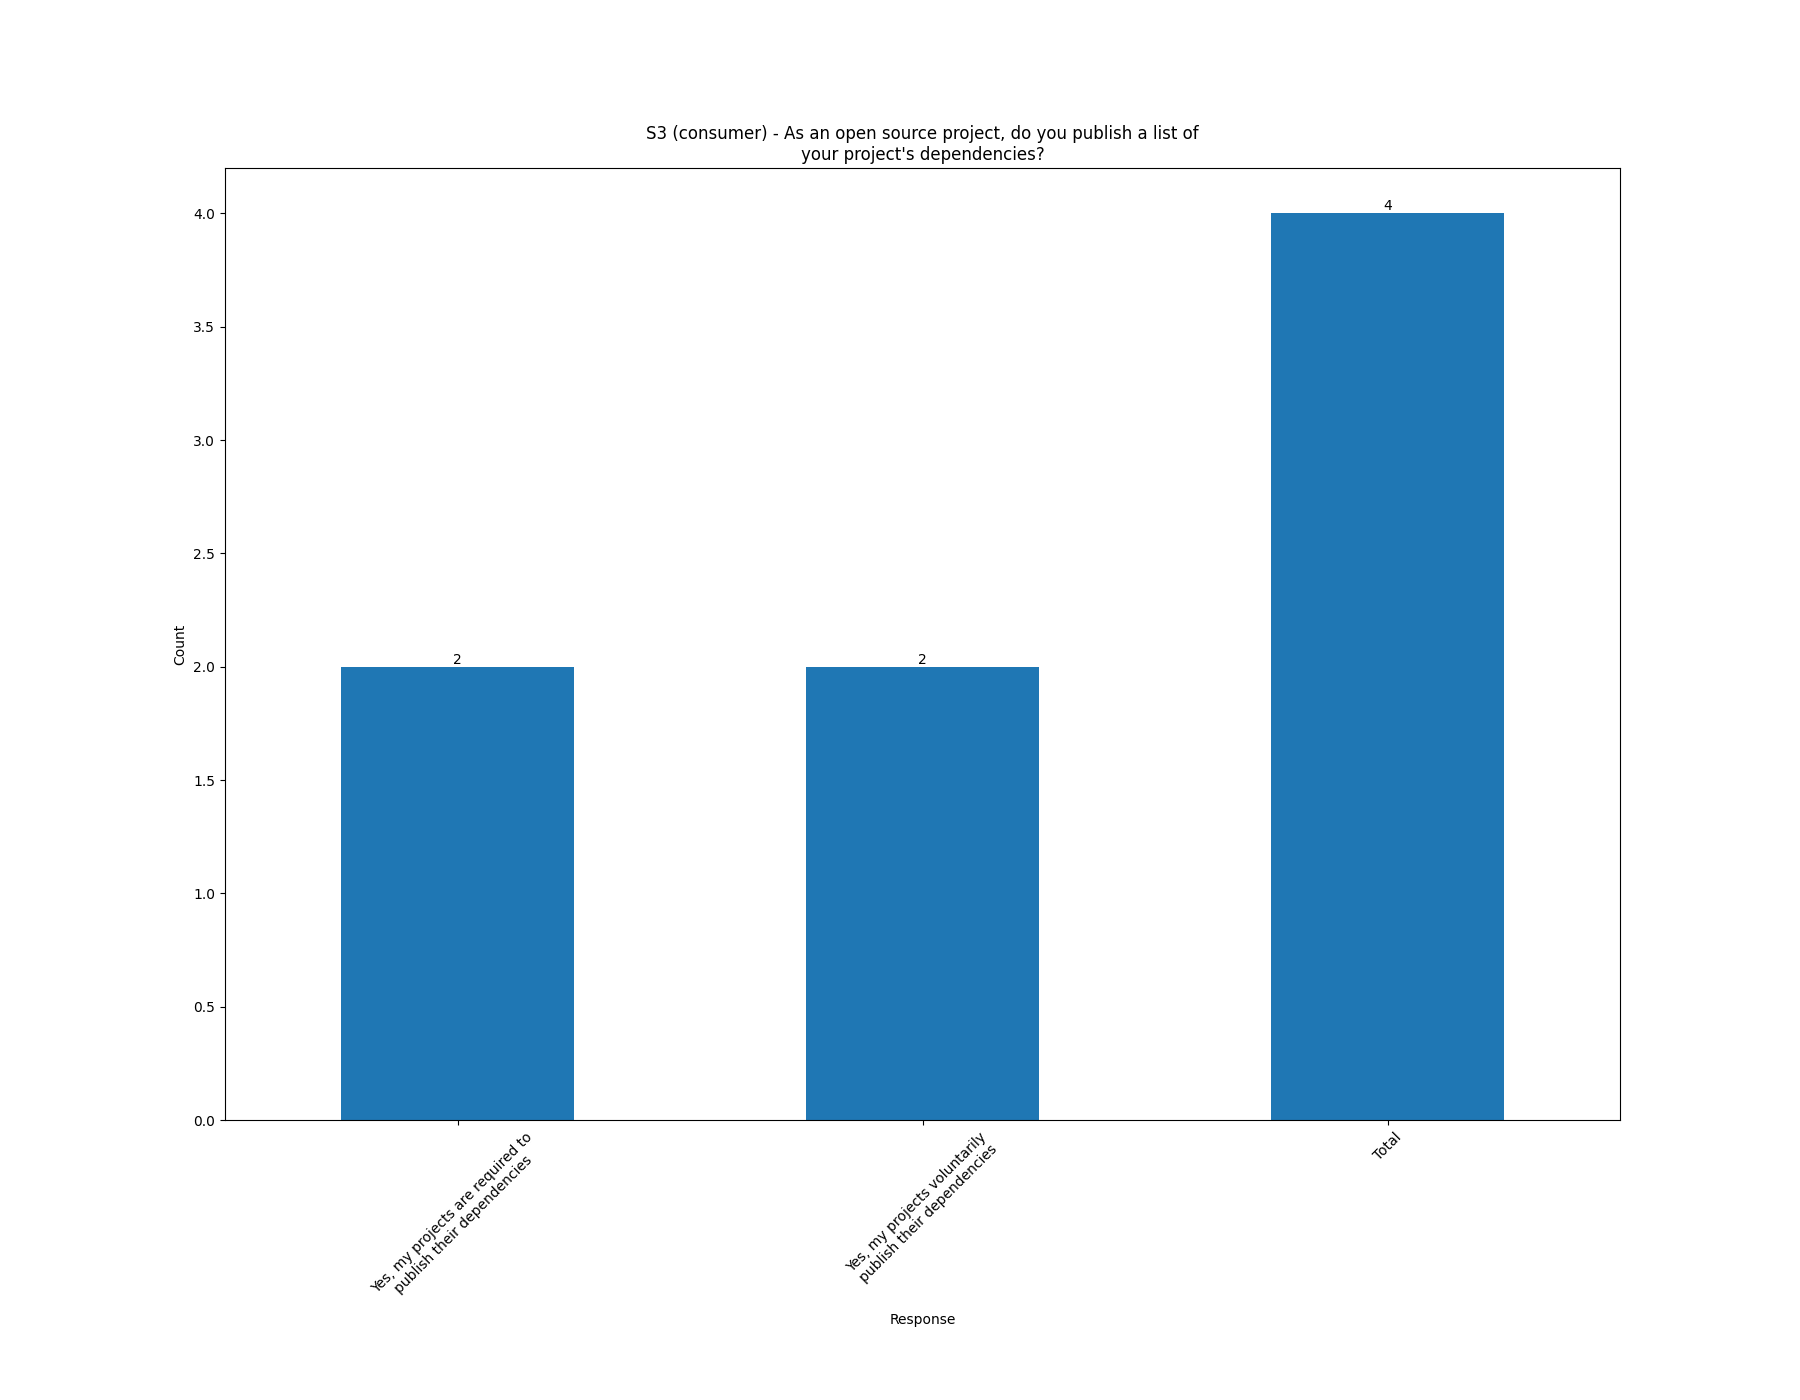 S3 (consumer) - As an open source project, do you publish a list of
your project's dependencies?
4.0
3.5
3.0
2.5
2.0
1.5
1.0
0.5
0.0
Count
2
2
4
Yes, my projects are required to
publish their dependencies
Yes, my projects voluntarily
publish their dependencies
Total
Response